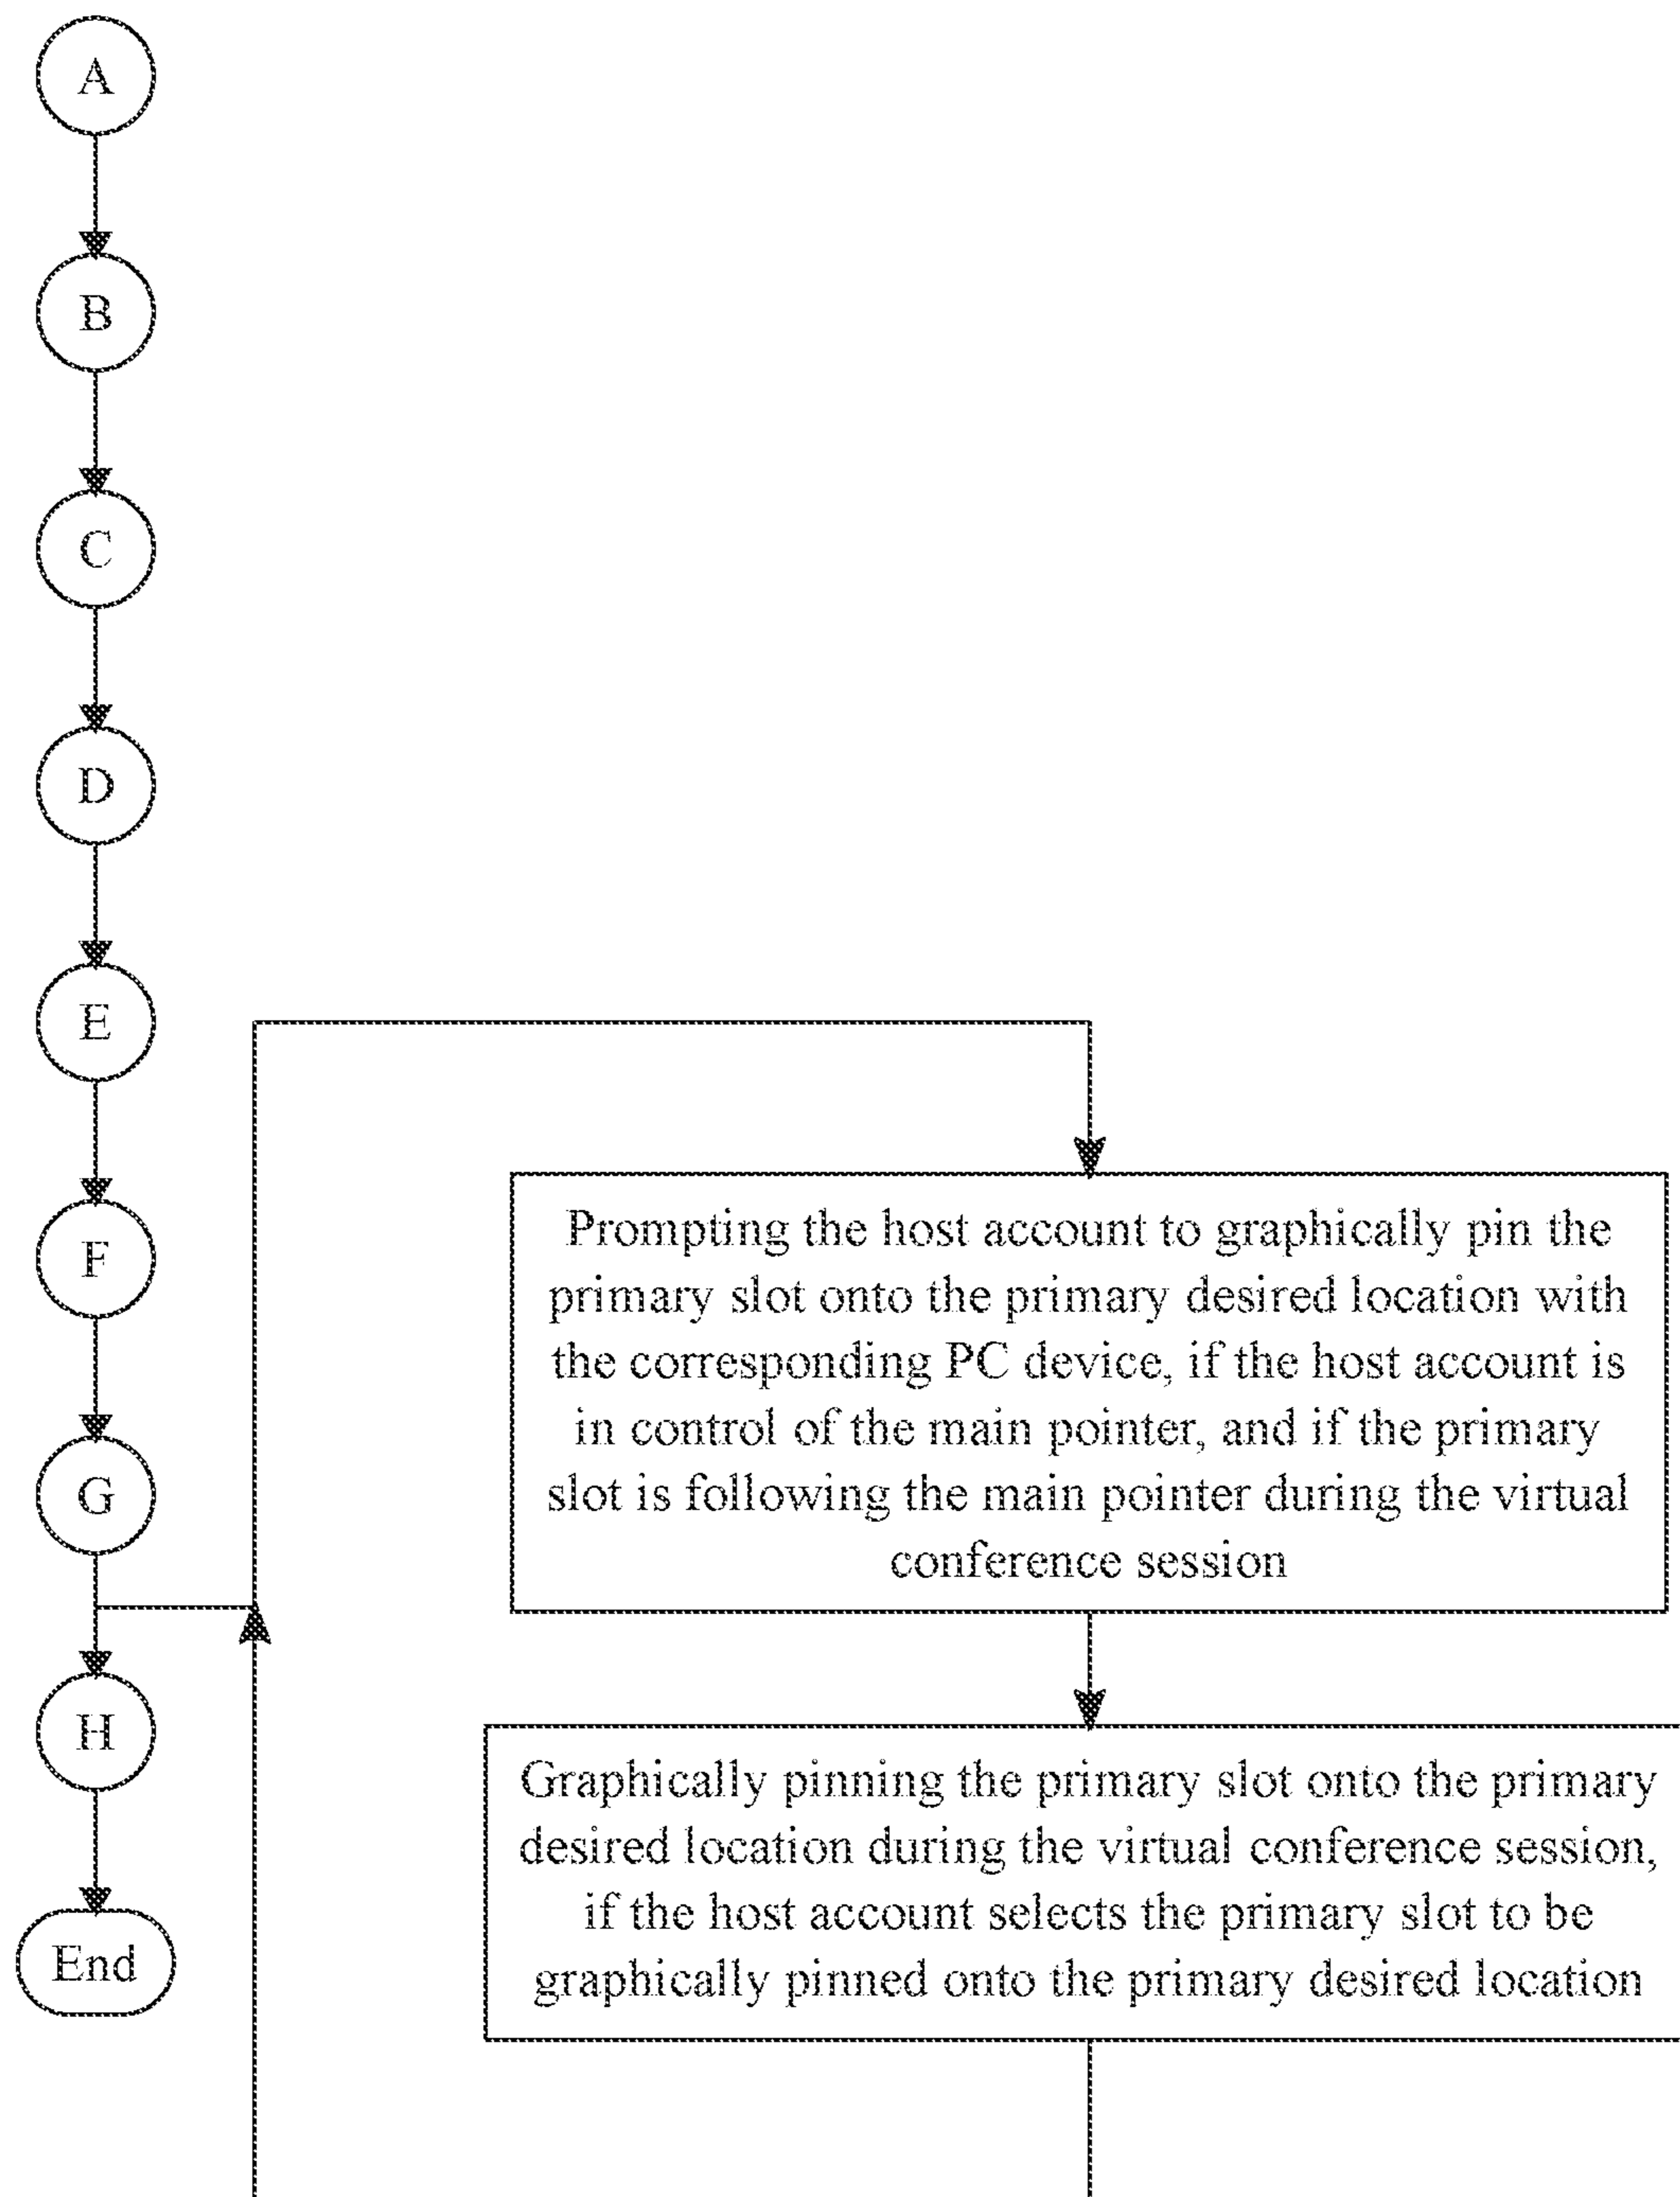 A
B
C
D
E
F
G
H
End
Prompting the host account to graphically pin the
primary slot onto the primary desired location with
the corresponding PC device, if the host account is
in control of the main pointer, and if the primary
slot is following the main pointer during the virtual
conference session
Graphically pinning the primary slot onto the primary
desired location during the virtual conference session,
if the host account selects the primary slot to be
graphically pinned onto the primary desired location